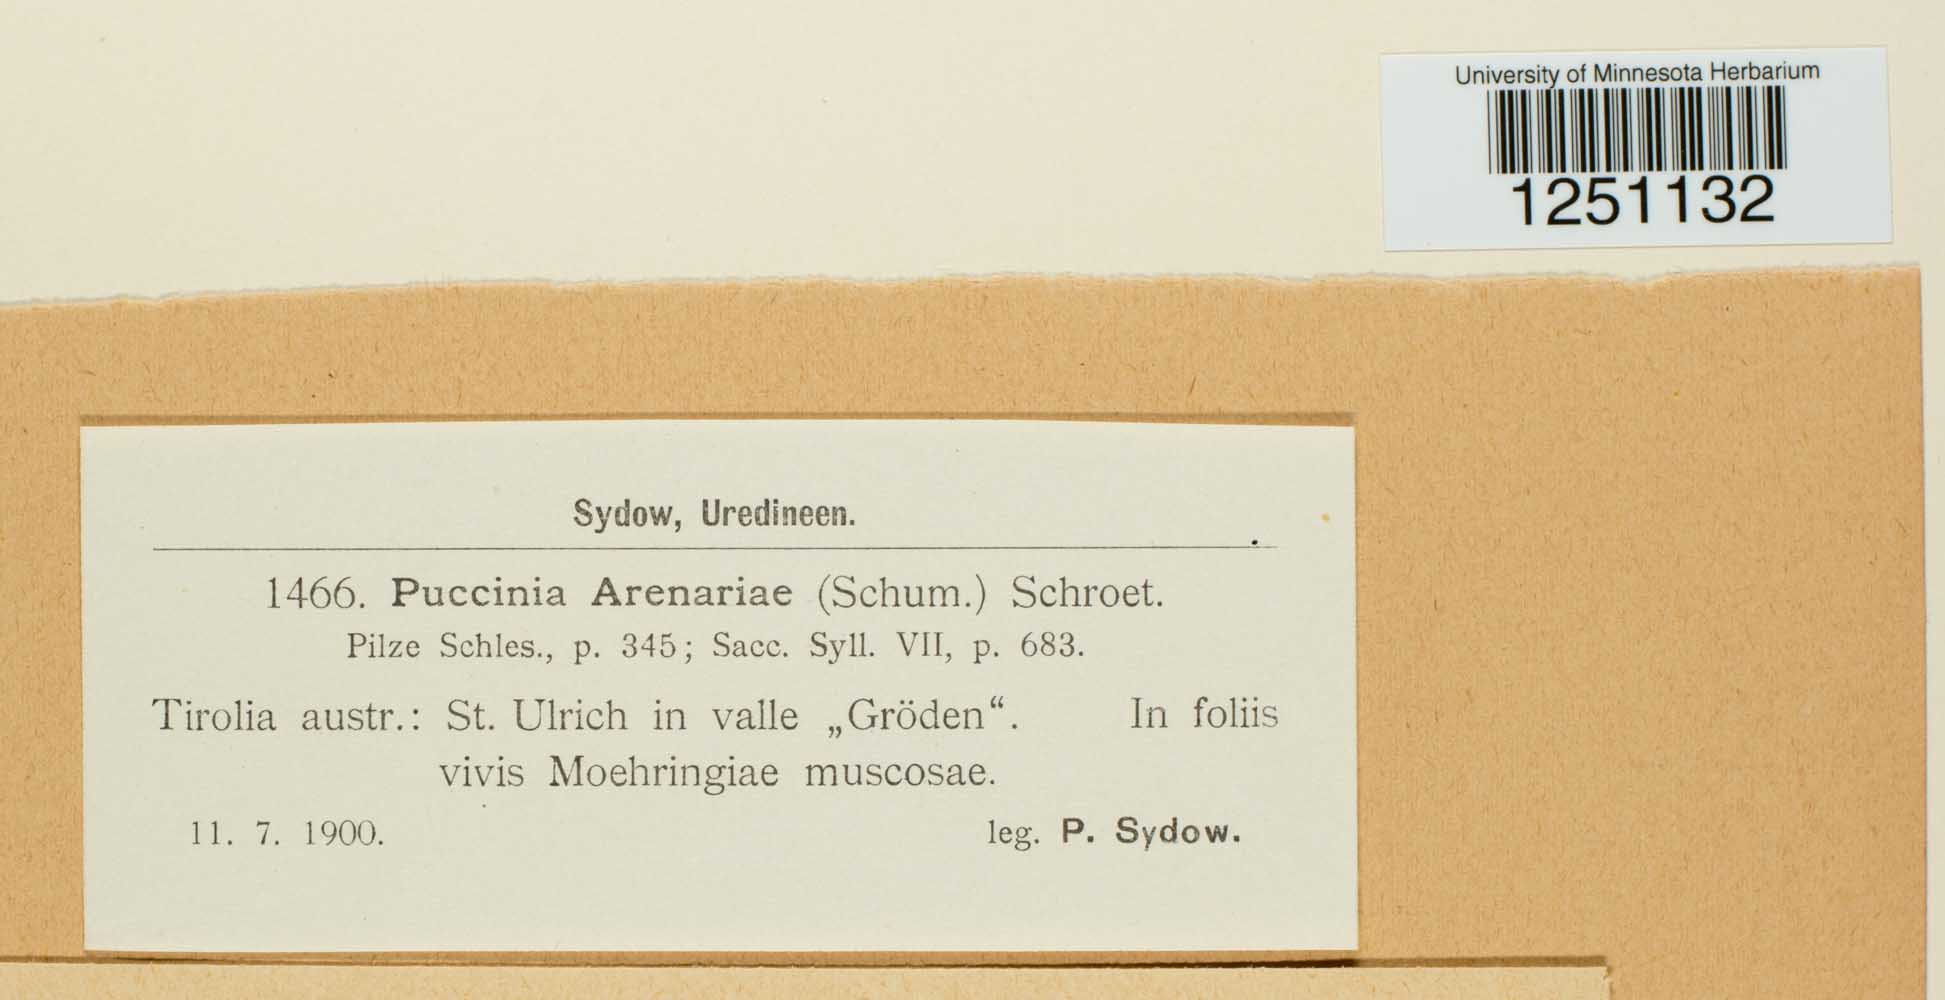 University of Minnesota Herbarium
1251132
Sydow, Uredineen.
1466. Puccinia Arenariae (Schum.) Schroet.
Pilze Schles., p. 345; Sacc. Syll. VII, p. 683.
Tirolia austr.: St. Ulrich in valle „Gröden“. In foliis
vivis Moehringiae muscosae.
11. 7. 1900. leg. P. Sydow.